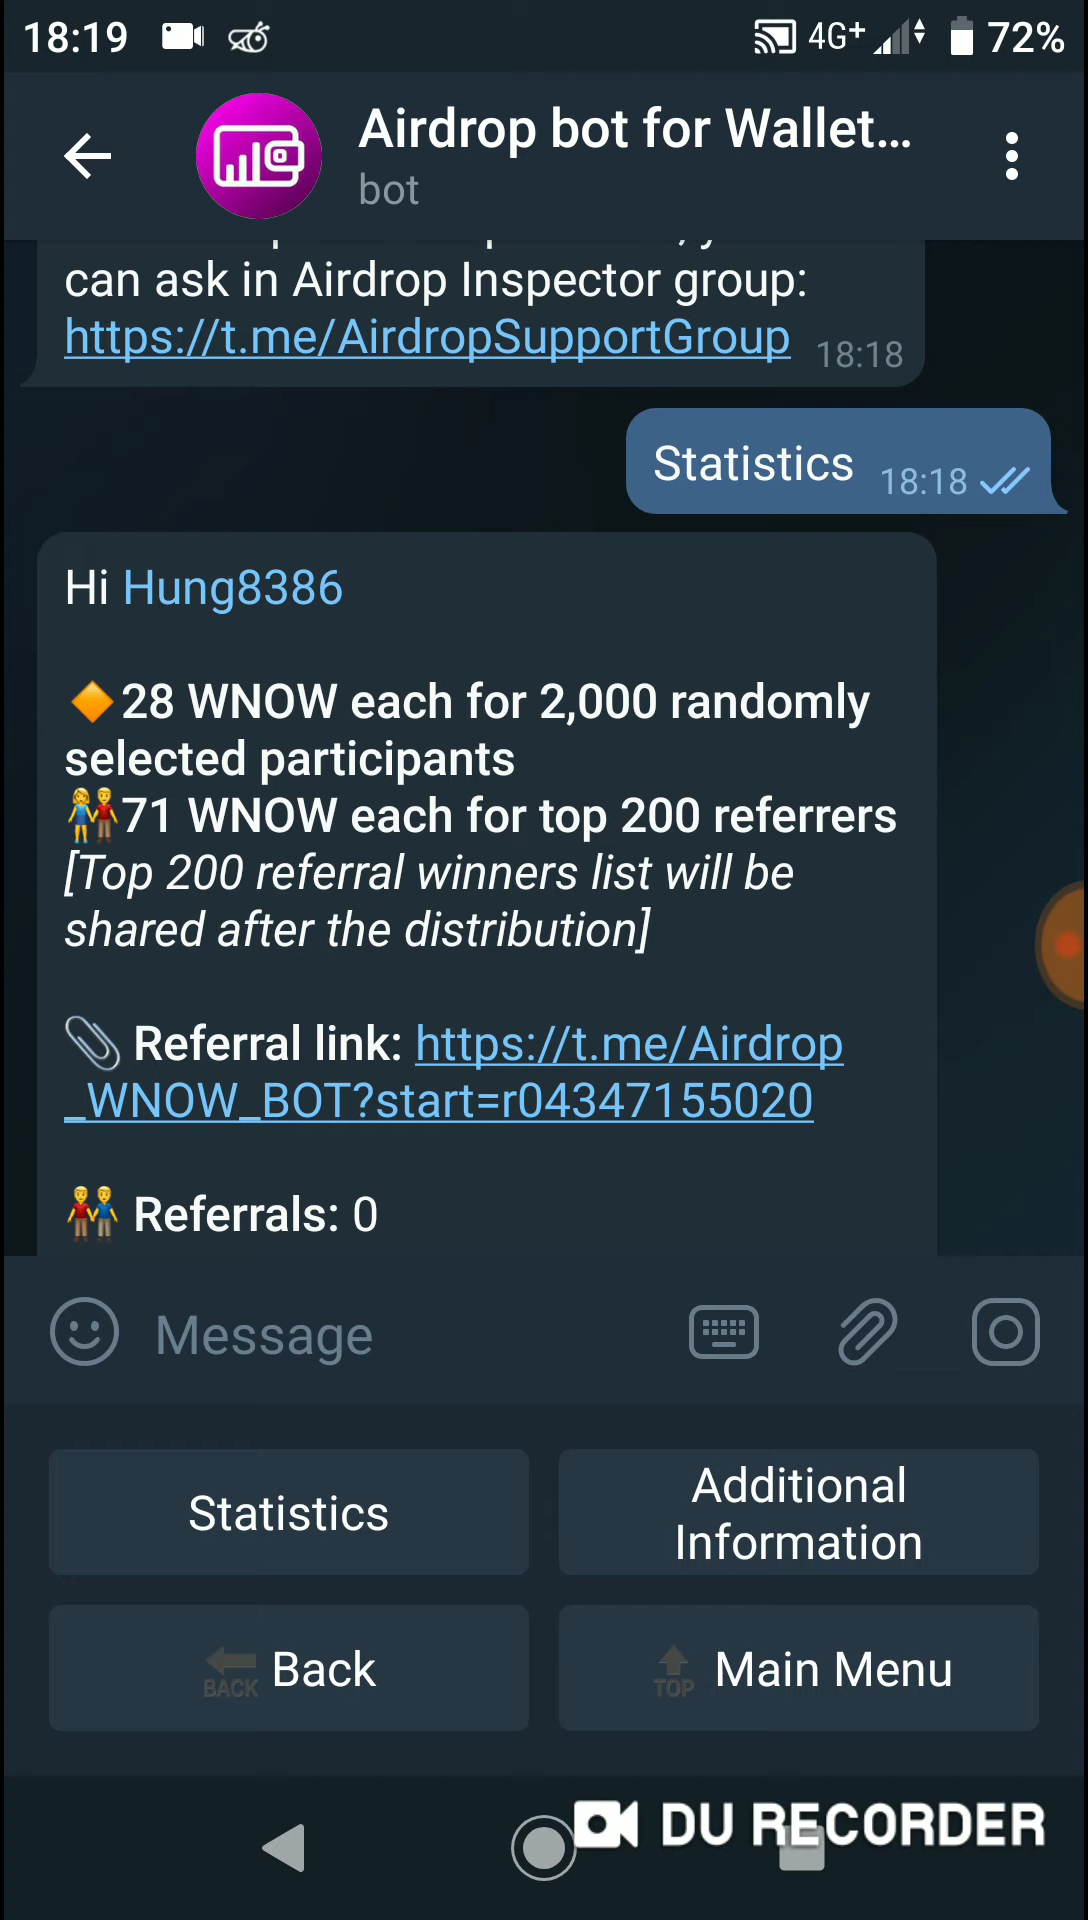 18:19 4G+ 72%
Airdrop bot for Wallet...
bot
can ask in Airdrop Inspector group:
https://t.me/AirdropSupportGroup 18:18
Statistics 18:18
Hi Hung8386
🔶28 WNOW each for 2,000 randomly
selected participants
👫71 WNOW each for top 200 referrers
[Top 200 referral winners list will be
shared after the distribution]
📎 Referral link: https://t.me/Airdrop
_WNOW_BOT?start=r04347155020
👬 Referrals: 0
Message
Statistics
Additional
Information
BACK Back
TOP Main Menu
DU RECORDER